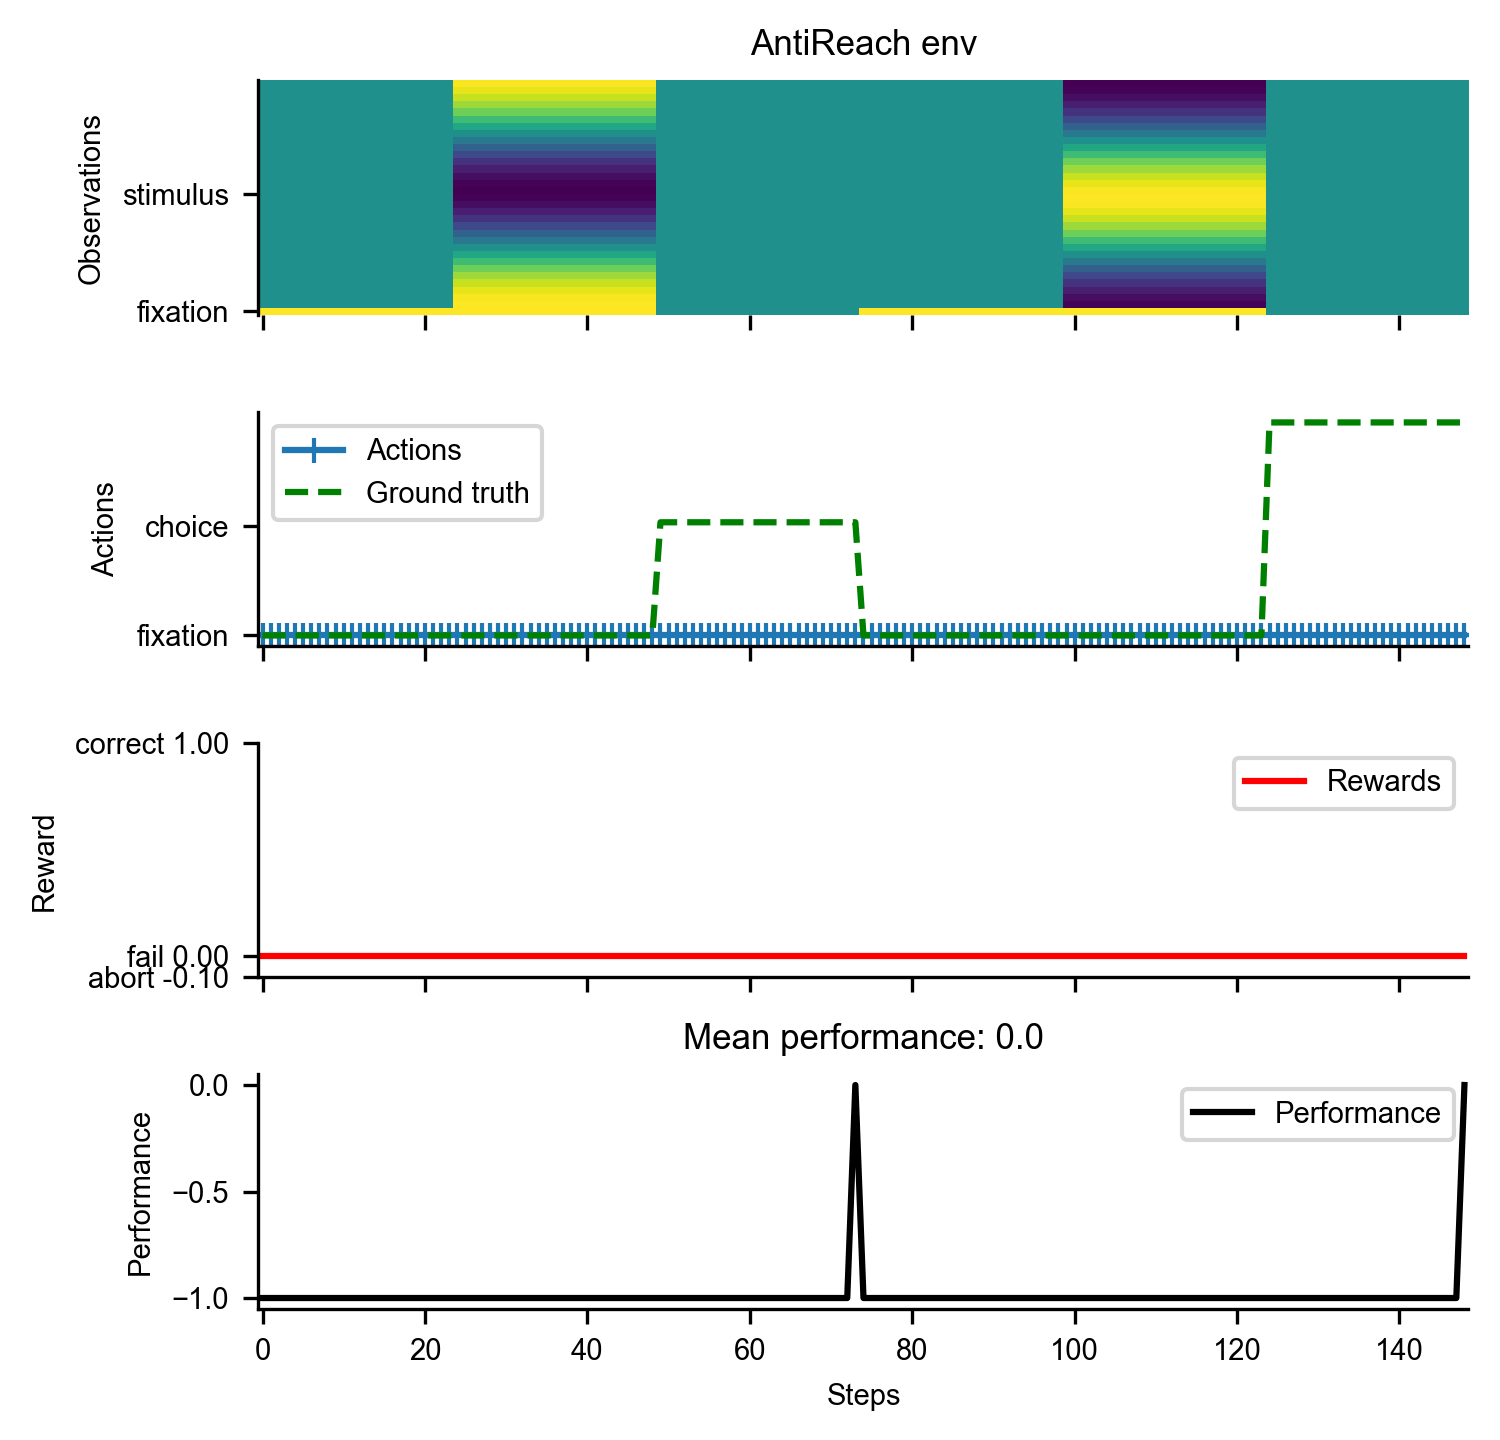 AntiReach env
Observations
stimulus
fixation
Actions
Ground truth
Actions
choice
fixation
correct 1.00
Rewards
Reward
fail 0.00
abort -0.10
Mean performance: 0.0
0.0
Performance
Performance
−0.5
−1.0
0 20 40 60 80 100 120 140
Steps